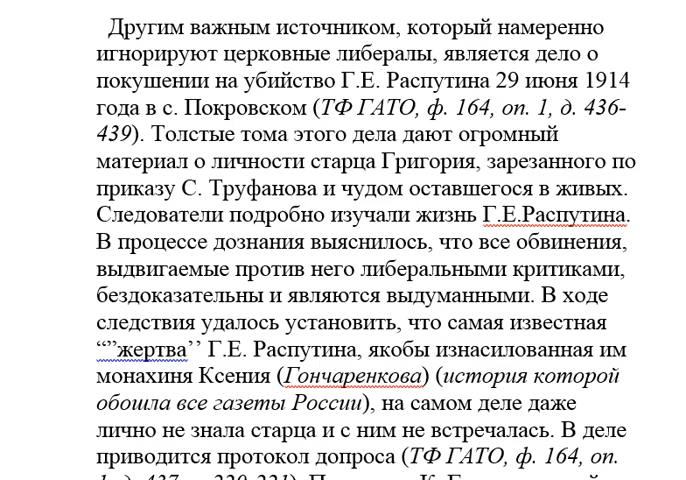 Другим важным источником, который намеренно
игнорируют церковные либералы, является дело о
покушении на убийство Г.Е. Распутина 29 июня 1914
года в с. Покровском (ТФ ГАТО, ф. 164, оп. 1, д. 436-
439). Толстые тома этого дела дают огромный
материал о личности старца Григория, зарезанного по
приказу С. Труфанова и чудом оставшегося в живых.
Следователи подробно изучали жизнь Г.Е.Распутина.
В процессе дознания выяснилось, что все обвинения,
выдвигаемые против него либеральными критиками,
бездоказательны и являются выдуманными. В ходе
следствия удалось установить, что самая известная
“”жертва’’ Г.Е. Распутина, якобы изнасилованная им
монахиня Ксения (Гончаренкова) (история которой
обошла все газеты России), на самом деле даже
лично не знала старца и с ним не встречалась. В деле
приводится протокол допроса (ТФ ГАТО, ф. 164, оп.